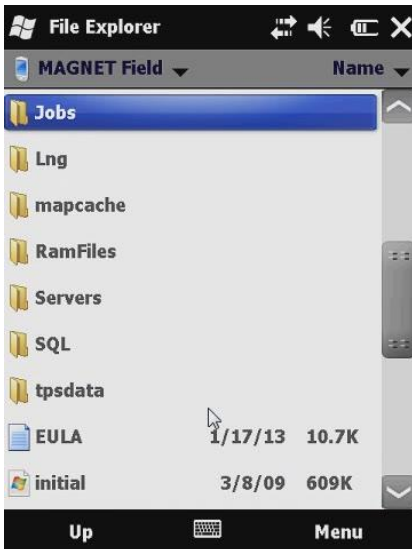 File Explorer
MAGNET Field Name
Jobs
Lng
mapcache
RamFiles
Servers
SQL
tpsdata
EULA 1/17/13 10.7K
initial 3/8/09 609K
Up Menu